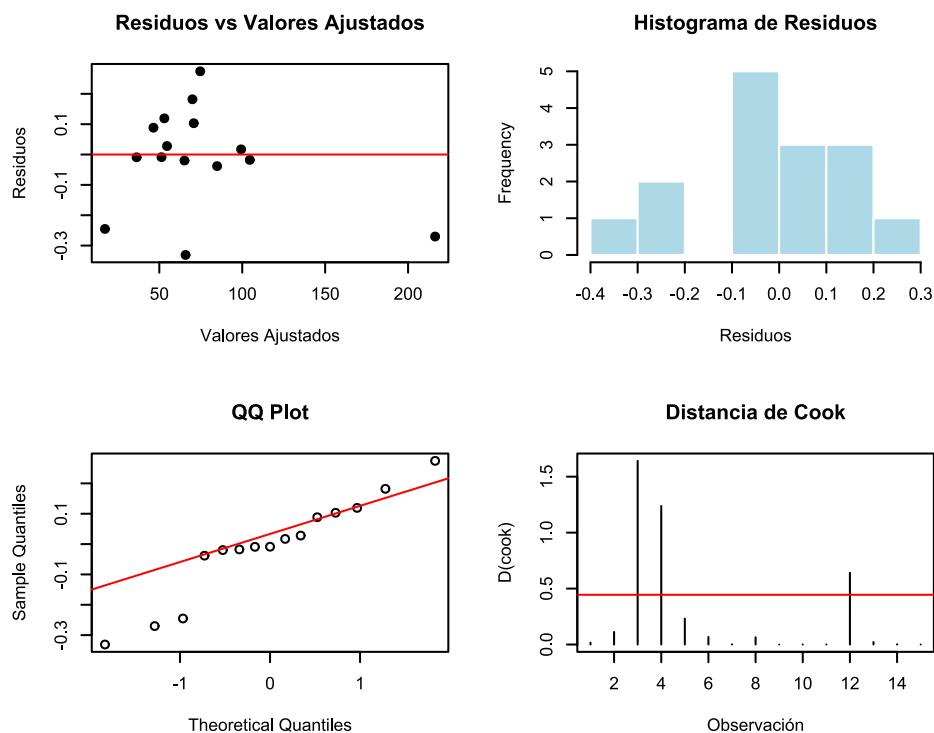 Residuos vs Valores Ajustados
Residuos
0.1
-0.1
-0.3
50 100 150 200
Valores Ajustados
Histograma de Residuos
Frequency
5
4
3
2
1
0
-0.4 -0.3 -0.2 -0.1 0.0 0.1 0.2 0.3
Residuos
QQ Plot
Sample Quantiles
0.1
-0.1
-0.3
-1 0 1
Theoretical Quantiles
Distancia de Cook
D(cook)
1.5
1.0
0.5
0.0
2 4 6 8 10 12 14
Observación